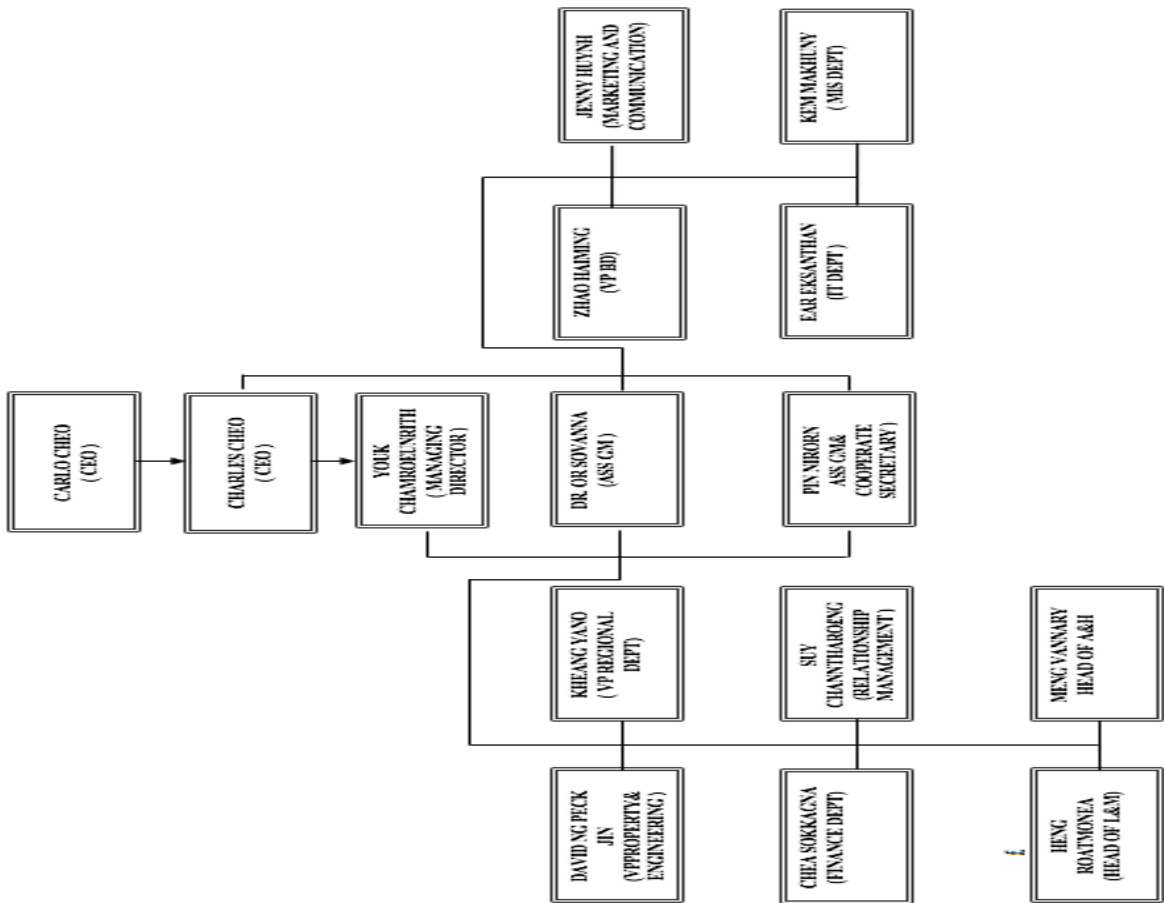 CARLO CHEO
( CEO )
CHARLES CHEO
( CEO )
YOUK
CHAMROEUNRITH
( MANAGING
DIRECTOR )
DR. OR SOVANNA
(ASS GM )
PIN NIRORN
ASS GM&
COOPERATE
SECRETARY)
JENNY HUYNH
(MARKETING AND
COMMUNICATION)
ZHAO HAIMING
(VP BD)
KEM MAKHUNY
( MIS DEPT)
EAR EKSANTHAN
(IT DEPT )
KHEANG YANO
( VP REGIONAL
DEPT)
DAVID NG PECK
JIN
(VPPROPERTY&
ENGINEERING )
SUY
CHANNTHAROENG
(RELATIONSHIP
MANAGEMENT )
CHEA SOKKAGNA
(FINANCE DEPT)
MENG VANNARY
HEAD OF A&H
HENG
ROATMONEA
(HEAD OF L&M)